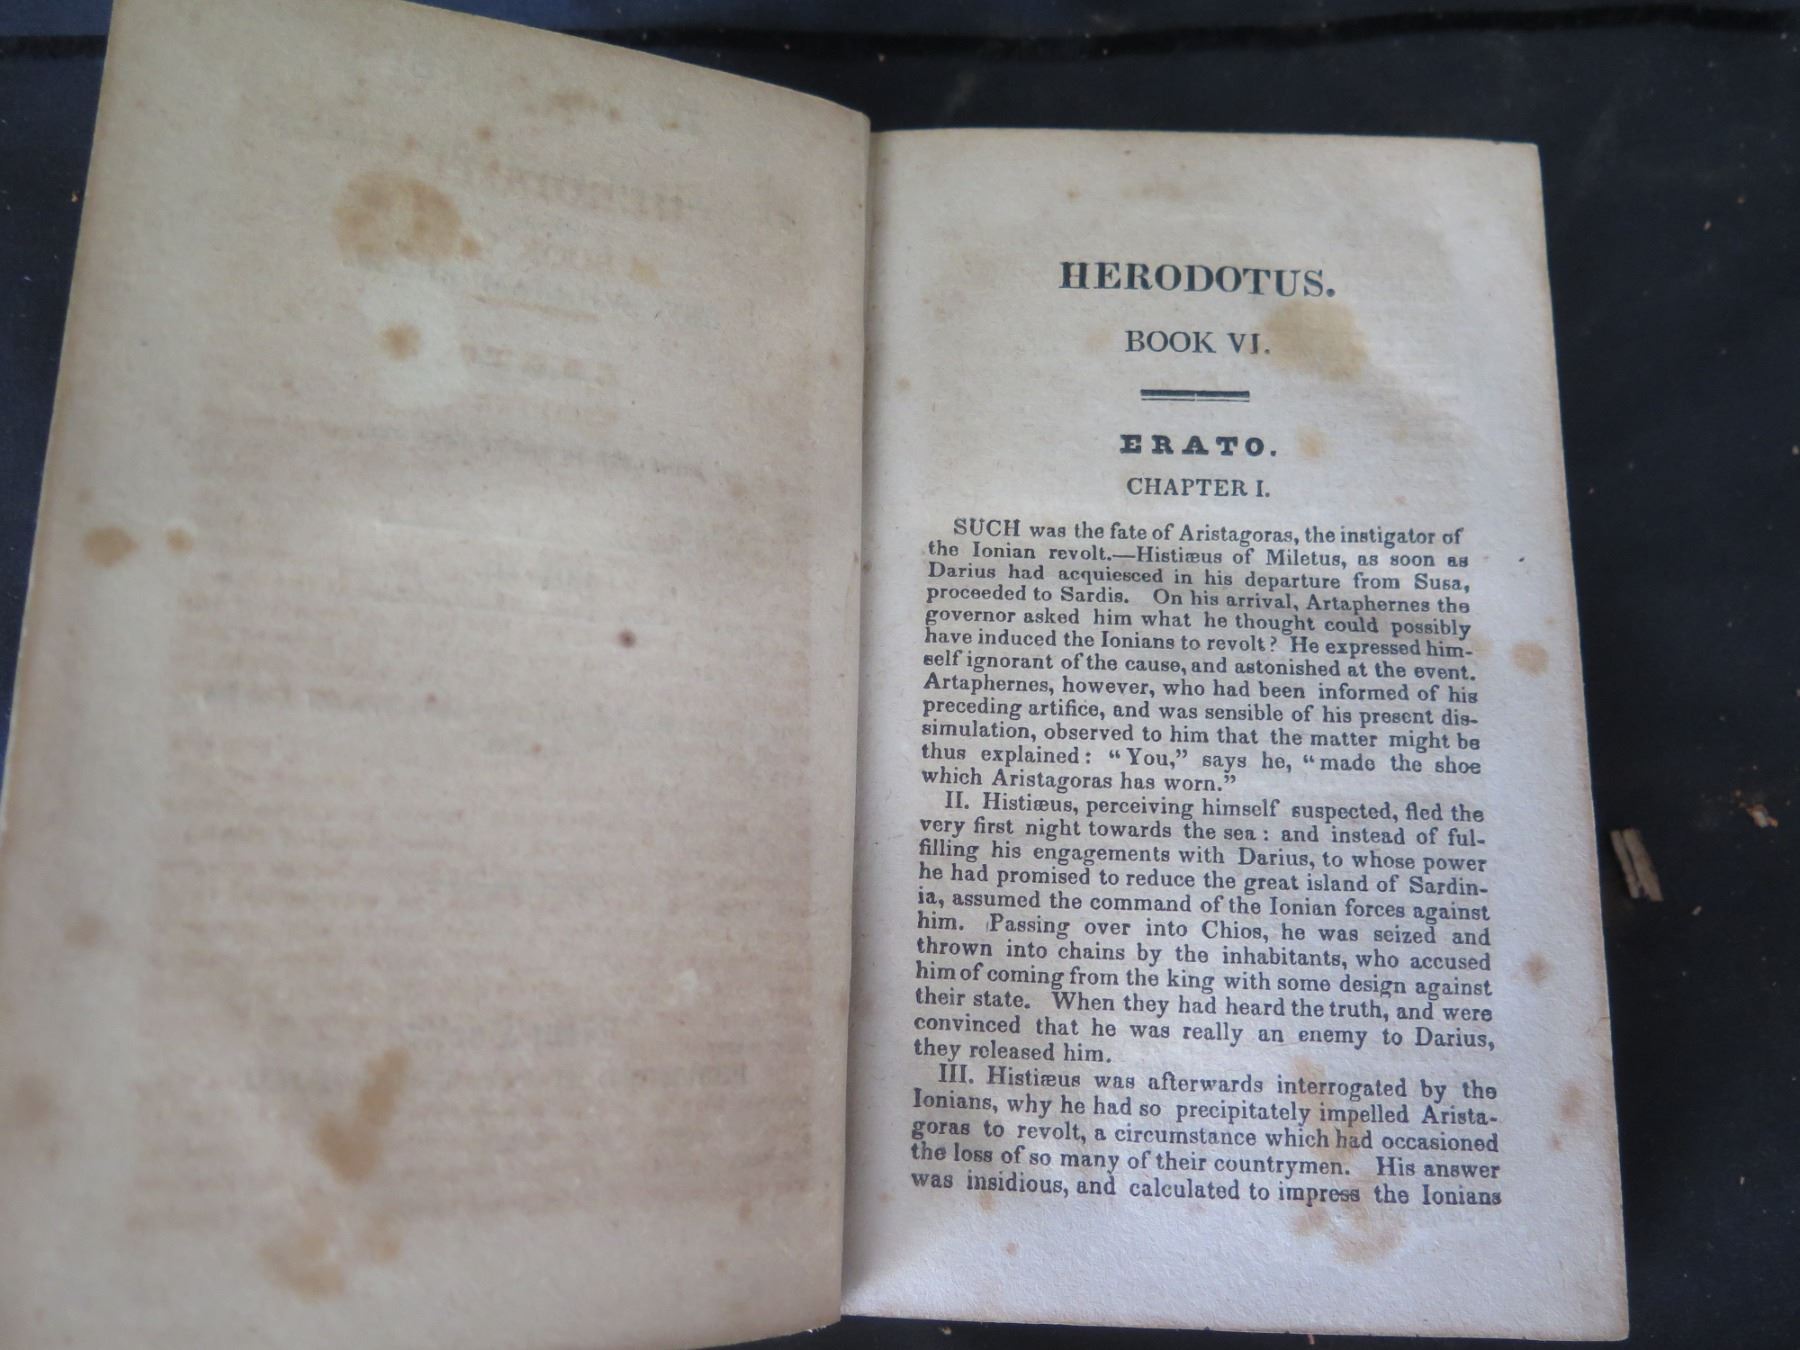 HERODOTUS.
BOOK VI.
ERATO.
CHAPTER I.
SUCH was the fate of Aristagoras, the instigator of
the Ionian revolt.—Histiæus of Miletus, as soon as
Darius had acquiesced in his departure from Susa,
proceeded to Sardis. On his arrival, Artaphernes the
governor asked him what he thought could possibly
have induced the Ionians to revolt? He expressed him-
self ignorant of the cause, and astonished at the event.
Artaphernes, however, who had been informed of his
preceding artifice, and was sensible of his present dis-
simulation, observed to him that the matter might be
thus explained: “You,” says he, “made the shoe
which Aristagoras has worn.”
II. Histiæus, perceiving himself suspected, fled the
very first night towards the sea: and instead of ful-
filling his engagements with Darius, to whose power
he had promised to reduce the great island of Sardin-
ia, assumed the command of the Ionian forces against
him. Passing over into Chios, he was seized and
thrown into chains by the inhabitants, who accused
him of coming from the king with some design against
their state. When they had heard the truth, and were
convinced that he was really an enemy to Darius,
they released him.
III. Histiæus was afterwards interrogated by the
Ionians, why he had so precipitately impelled Arista-
goras to revolt, a circumstance which had occasioned
the loss of so many of their countrymen. His answer
was insidious, and calculated to impress the Ionians